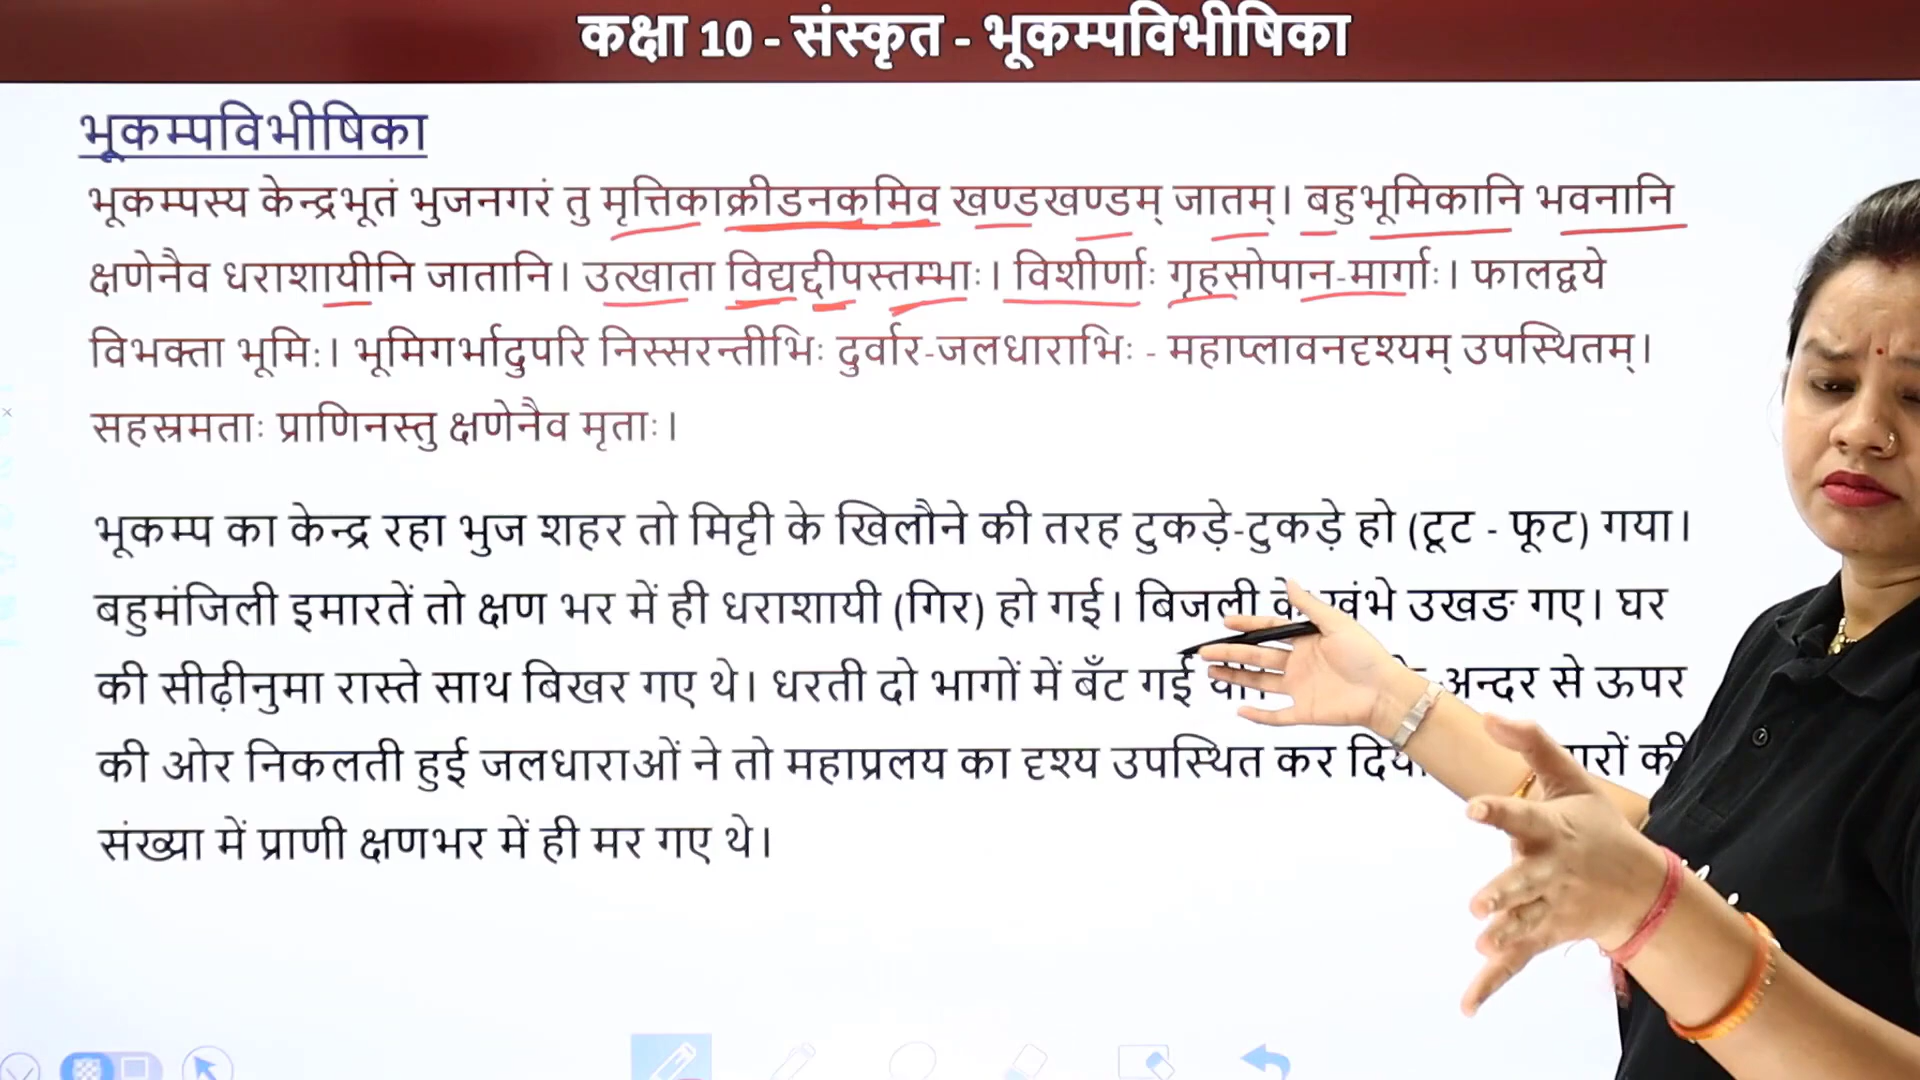 कक्षा 10 - संस्कृत - भूकम्पविभीषिका
भूकम्पविभीषिका
भूकम्पस्य केन्द्रभूतं भुजनगरं तु मृत्तिकाक्रीडनकमिव खण्डखण्डम् जातम्। बहुभूमिकानि भवनानि
क्षणेनैव धराशायीनि जातानि। उत्खाता विद्यद्दीपस्तम्भाः। विशीर्णाः गृहसोपान-मार्गाः। फालद्वये
विभक्ता भूमिः। भूमिगर्भादुपरि निस्सरन्तीभिः दुर्वार-जलधाराभिः - महाप्लावनदृश्यम् उपस्थितम्।
सहस्रमताः प्राणिनस्तु क्षणेनैव मृताः।
भूकम्प का केन्द्र रहा भुज शहर तो मिट्टी के खिलौने की तरह टुकड़े-टुकड़े हो (टूट - फूट) गया।
बहुमंजिली इमारतें तो क्षण भर में ही धराशायी (गिर) हो गई। बिजली खंभे उखङ गए। घर
की सीढ़ीनुमा रास्ते साथ बिखर गए थे। धरती दो भागों में बँट गई अन्दर से ऊपर
की ओर निकलती हुई जलधाराओं ने तो महाप्रलय का दृश्य उपस्थित कर की
संख्या में प्राणी क्षणभर में ही मर गए थे।